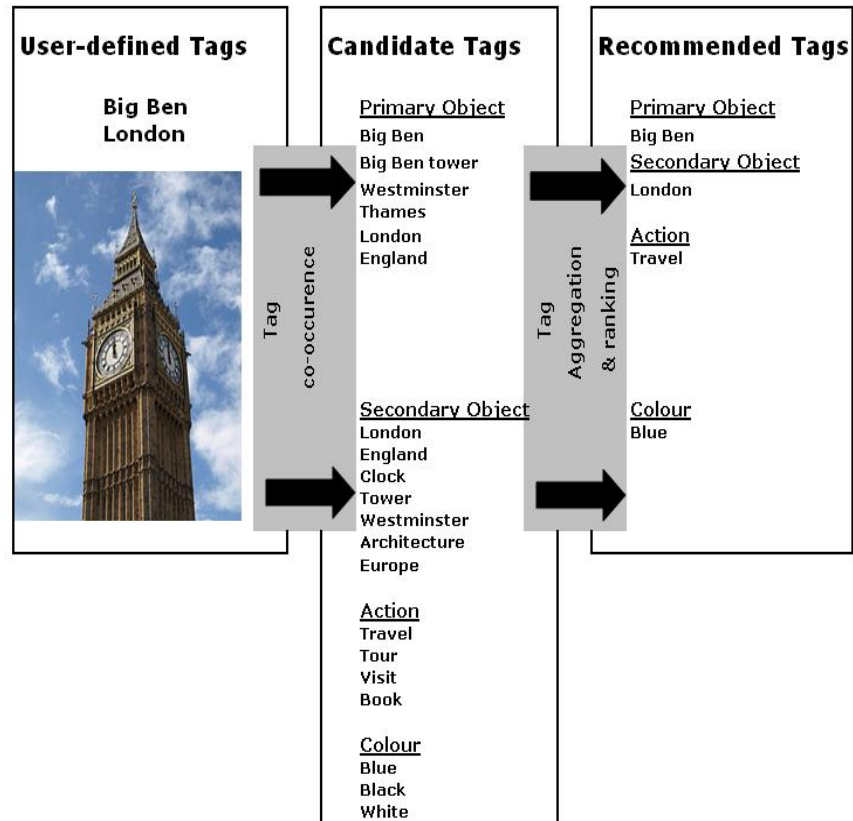 User-defined Tags
Big Ben
London
Tag
co-occurence
Candidate Tags
Primary Object
Big Ben
Big Ben tower
Westminster
Thames
London
England
Secondary Object
London
England
Clock
Tower
Westminster
Architecture
Europe
Action
Travel
Tour
Visit
Book
Colour
Blue
Black
White
Tag
Aggregation
& ranking
Recommended Tags
Primary Object
Big Ben
Secondary Object
London
Action
Travel
Colour
Blue